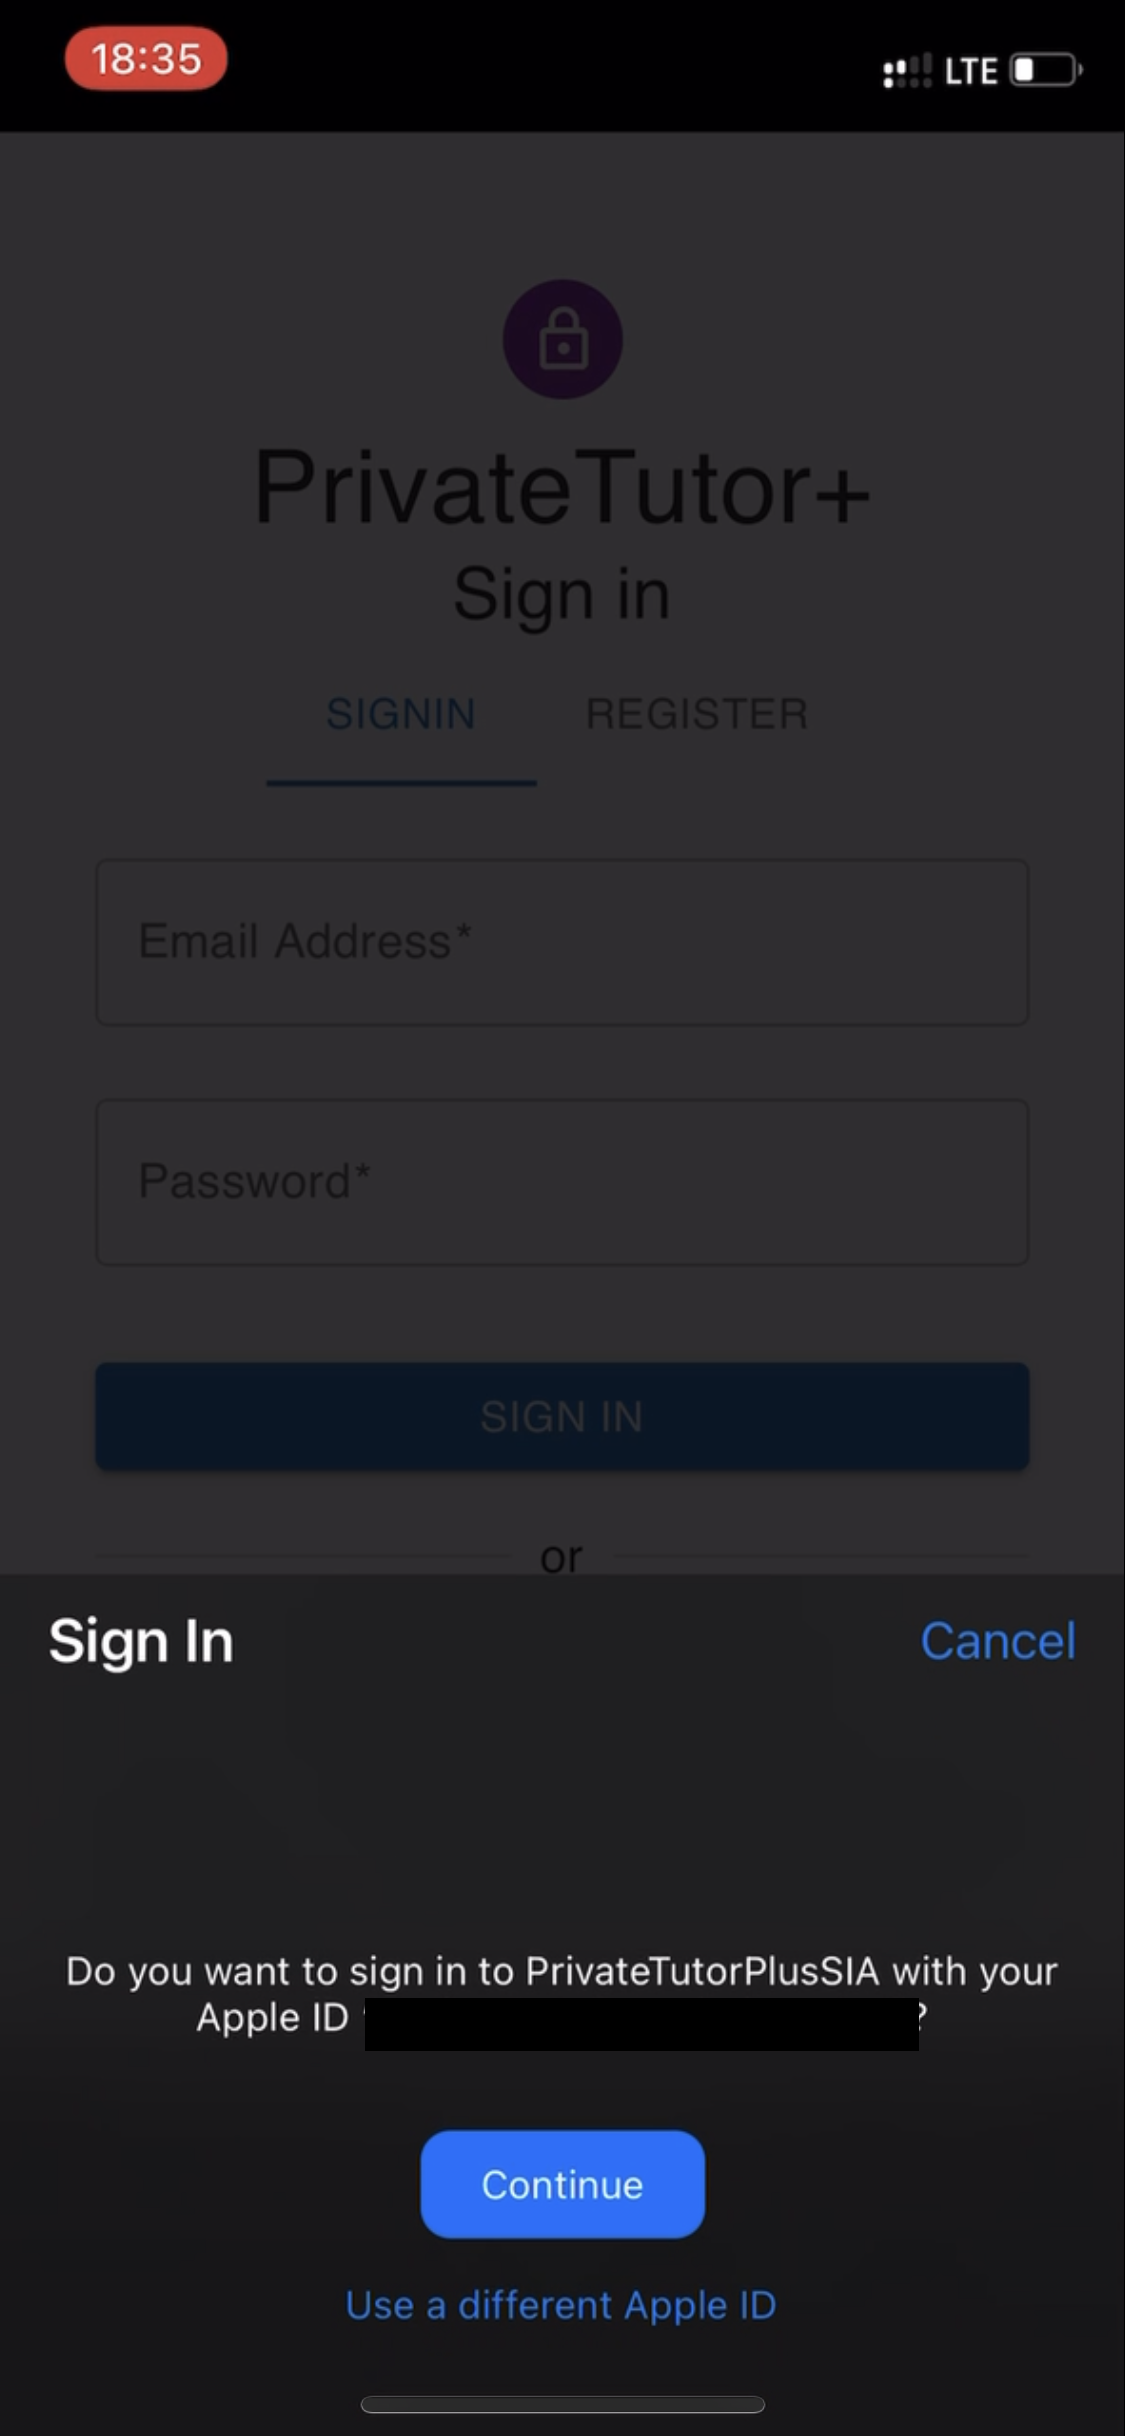 18:35
LTE
PrivateTutor+
Sign in
SIGNIN REGISTER
Email Address*
Password*
SIGN IN
or
Sign In Cancel
Do you want to sign in to PrivateTutorPlusSIA with your
Apple ID ?
Continue
Use a different Apple ID